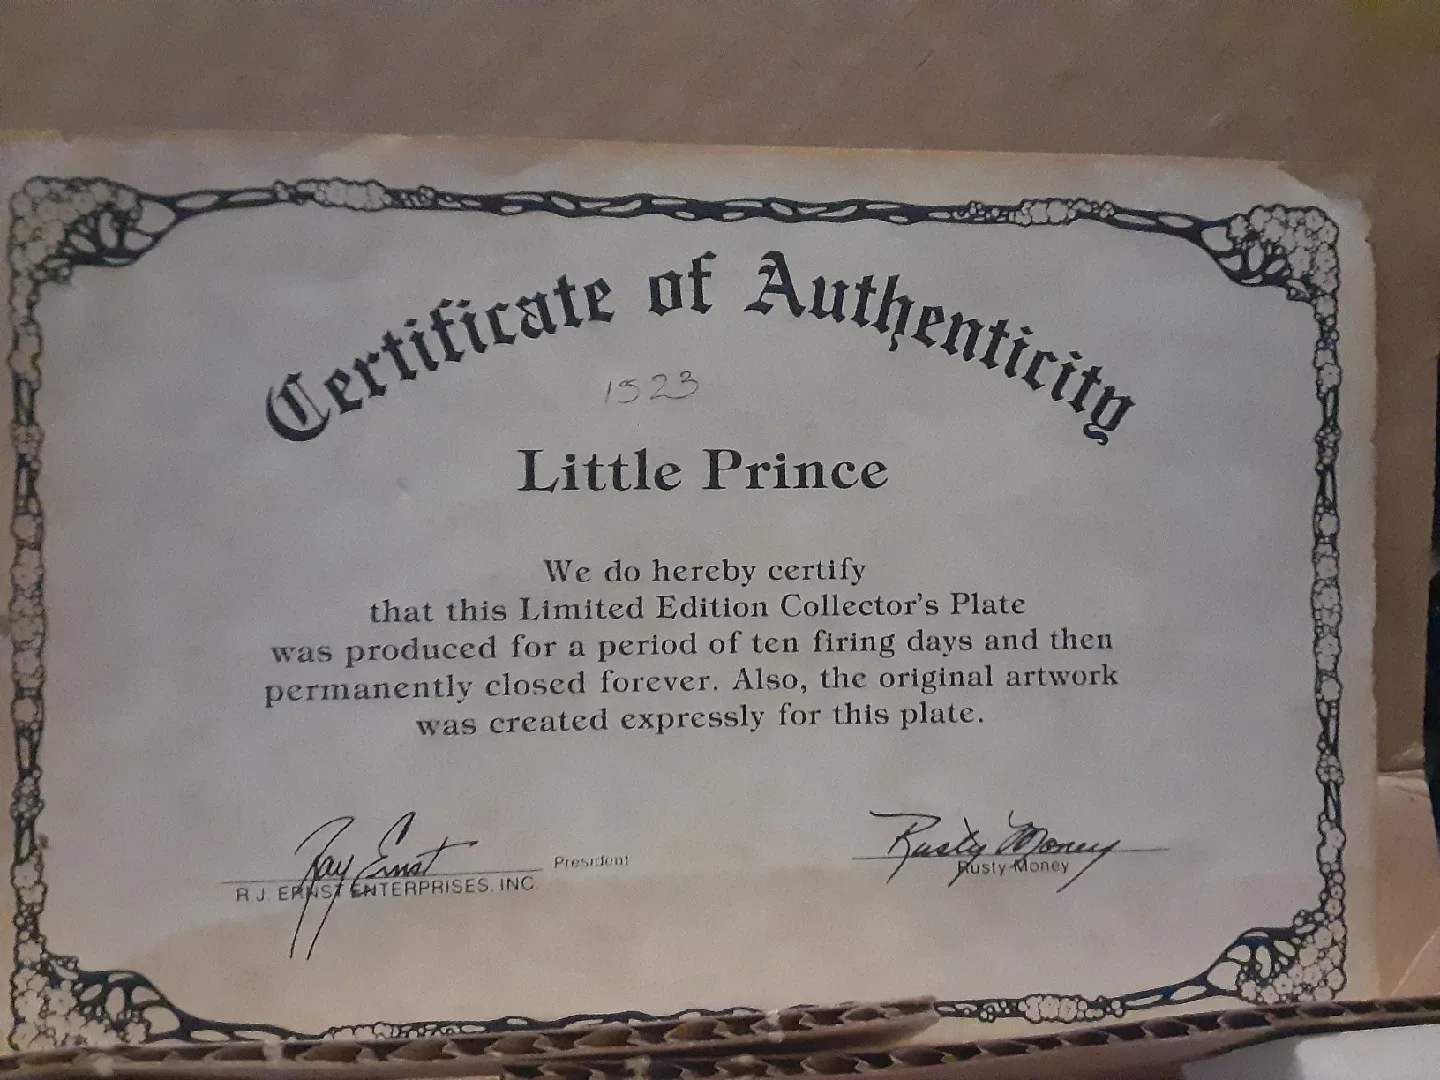 Certificate of Authenticity
1523
Little Prince
We do hereby certify
that this Limited Edition Collector's Plate
was produced for a period of ten firing days and then
permanently closed forever. Also, the original artwork
was created expressly for this plate.
Ray Ernst President
R.J. ERNST ENTERPRISES, INC.
Rusty Money
Rusty Money